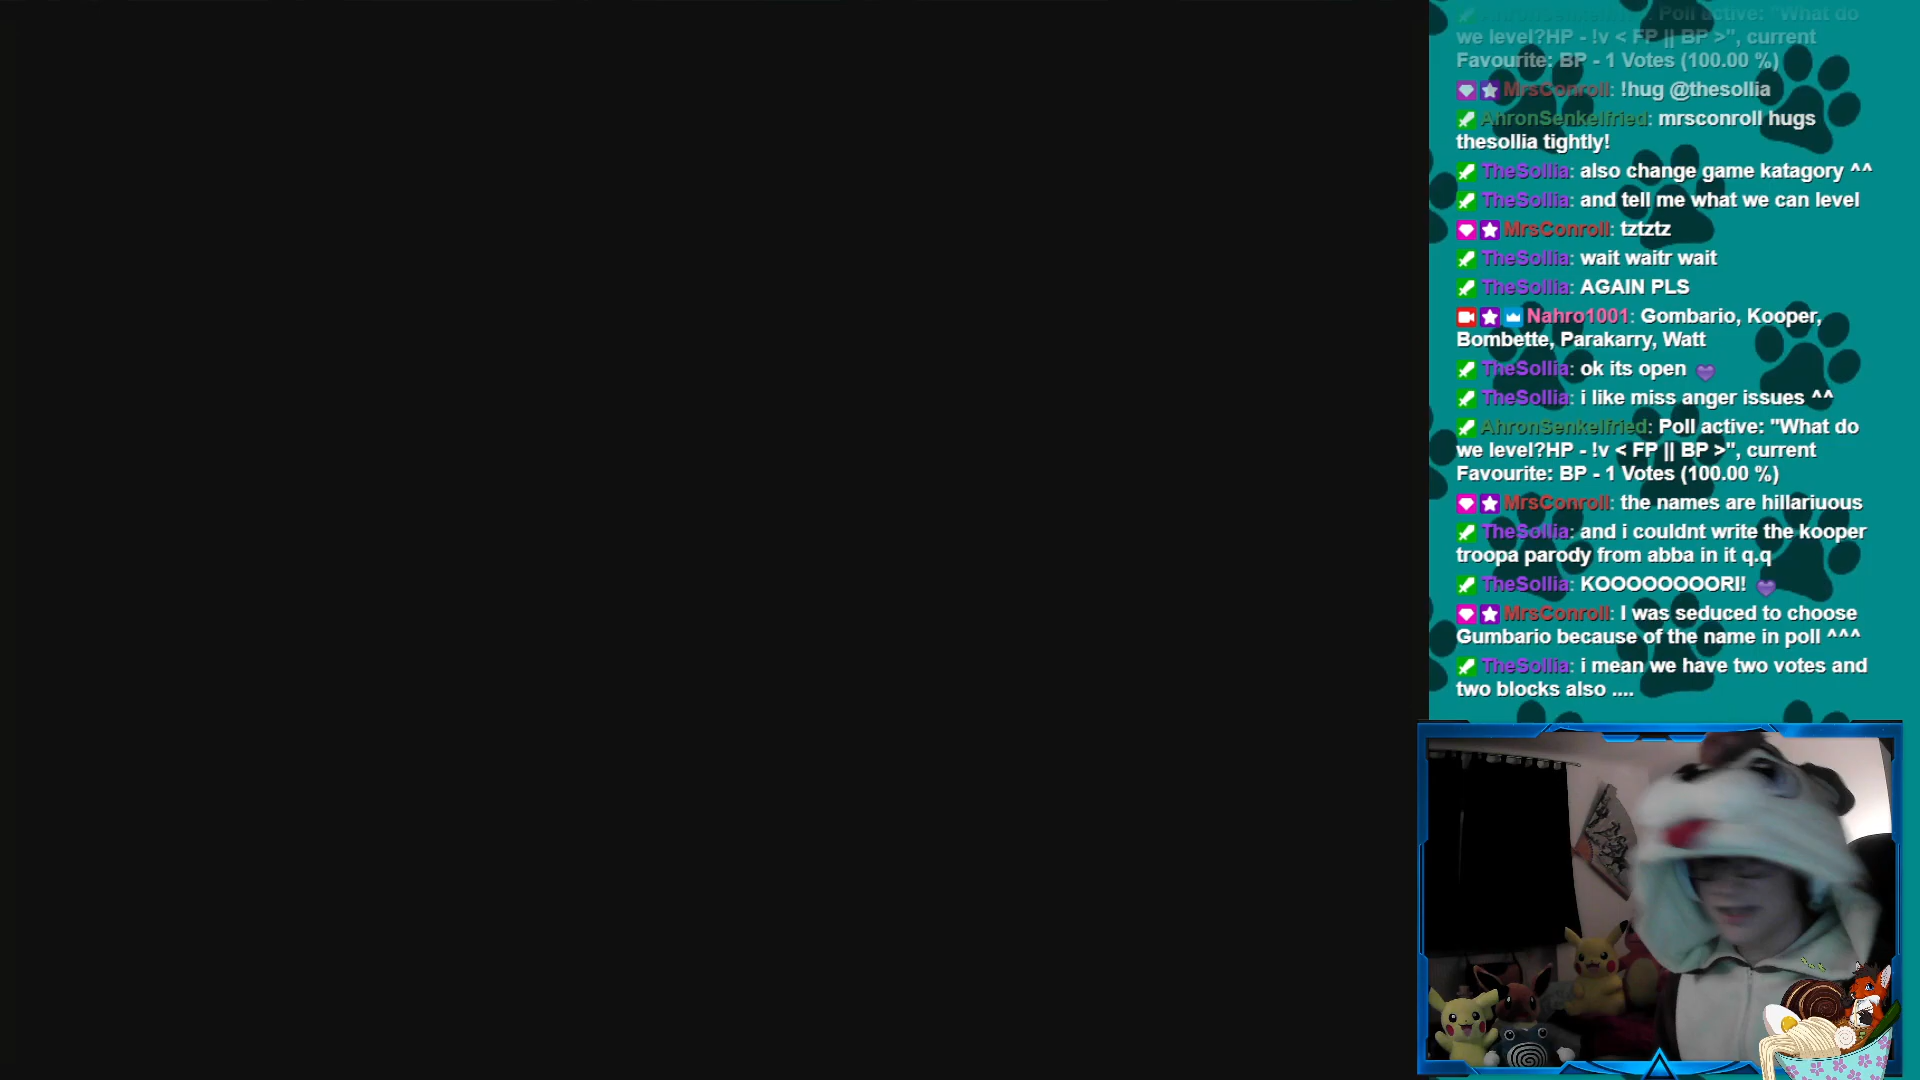 AhronSenkelfried: Poll active: "What do
we level?HP - !v < FP || BP >", current
Favourite: BP - 1 Votes (100.00 %)
MrsConroll: !hug @thesollia
AhronSenkelfried: mrsconroll hugs
thesollia tightly!
TheSollia: also change game katagory ^^
TheSollia: and tell me what we can level
MrsConroll: tztztz
TheSollia: wait waitr wait
TheSollia: AGAIN PLS
Nahro1001: Gombario, Kooper,
Bombette, Parakarry, Watt
TheSollia: ok its open
TheSollia: i like miss anger issues ^^
AhronSenkelfried: Poll active: "What do
we level?HP - !v < FP || BP >", current
Favourite: BP - 1 Votes (100.00 %)
MrsConroll: the names are hillariuous
TheSollia: and i couldnt write the kooper
troopa parody from abba in it q.q
TheSollia: KOOOOOOOORI!
MrsConroll: I was seduced to choose
Gumbario because of the name in poll ^^^
TheSollia: i mean we have two votes and
two blocks also ....